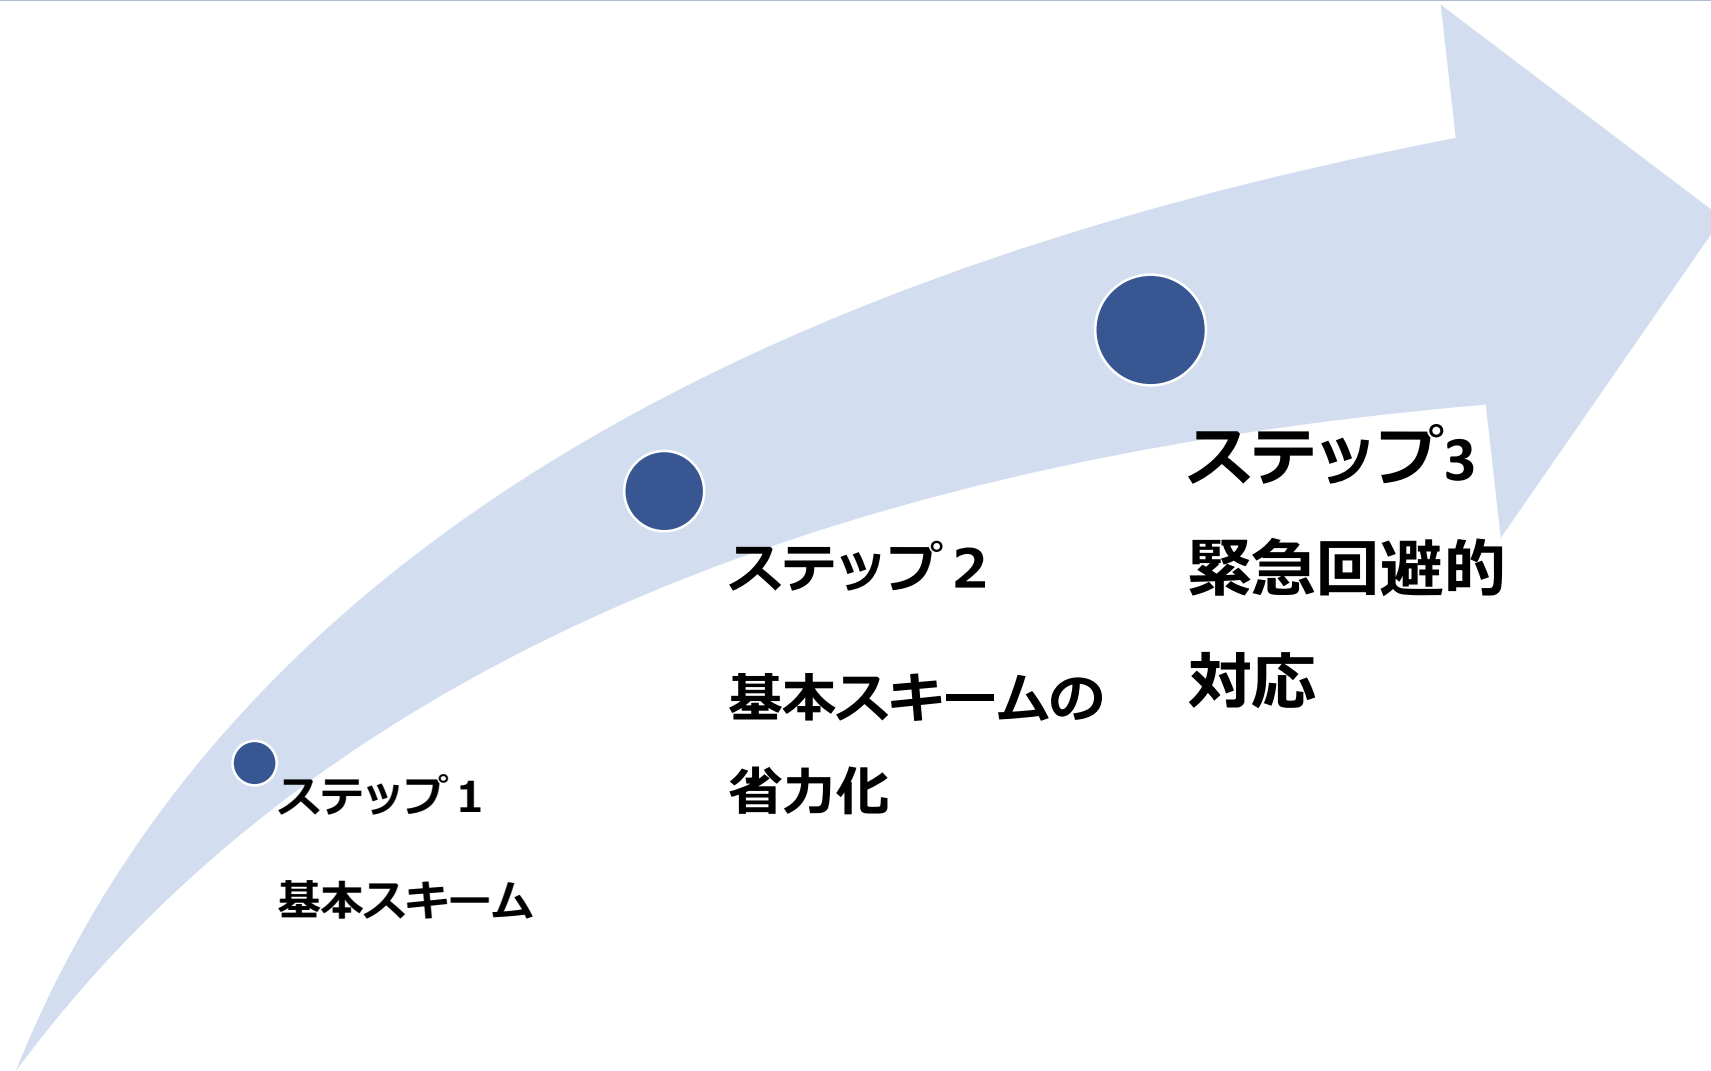 ステップ１
基本スキーム
ステップ２
基本スキームの
省力化
ステップ3
緊急回避的
対応